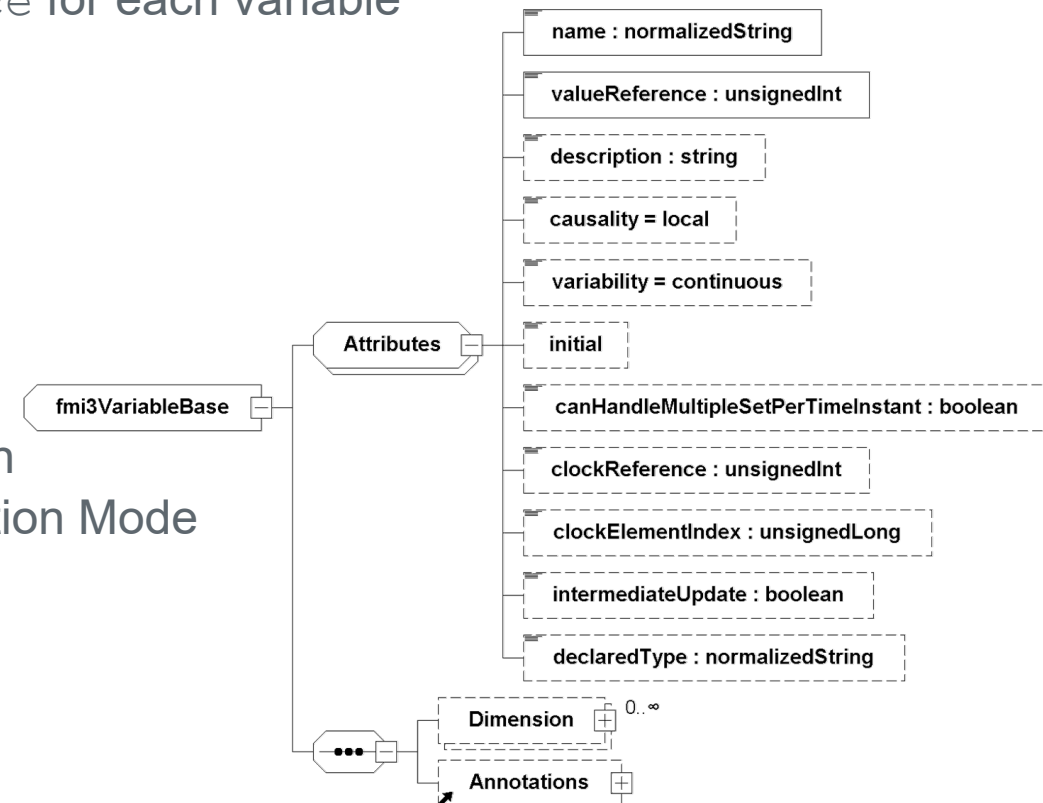 for each variable
name : normalizedString
valueReference : unsignedInt
description : string
causality = local
variability = continuous
initial
canHandleMultipleSetPerTimeInstant : boolean
clockReference : unsignedInt
clockElementIndex : unsignedLong
intermediateUpdate : boolean
declaredType : normalizedString
Attributes
fmi3VariableBase
Mode
Dimension
0..∞
Annotations